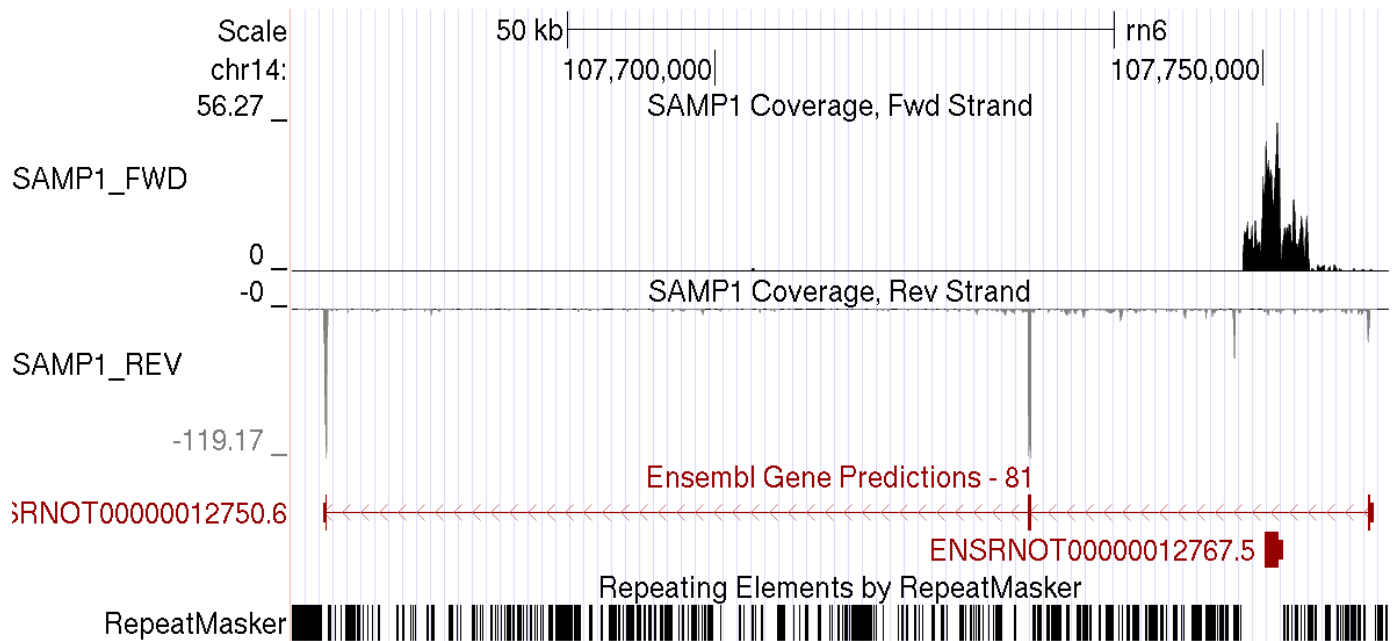 Scale 50 kb rn6
chr14: 107,700,000 107,750,000
56.27 _ SAMP1 Coverage, Fwd Strand
SAMP1_FWD
0 _
-0 _ SAMP1 Coverage, Rev Strand
SAMP1_REV
-119.17 _
Ensembl Gene Predictions - 81
SRNOT00000012750.6
ENSRNOT00000012767.5
Repeating Elements by RepeatMasker
RepeatMasker